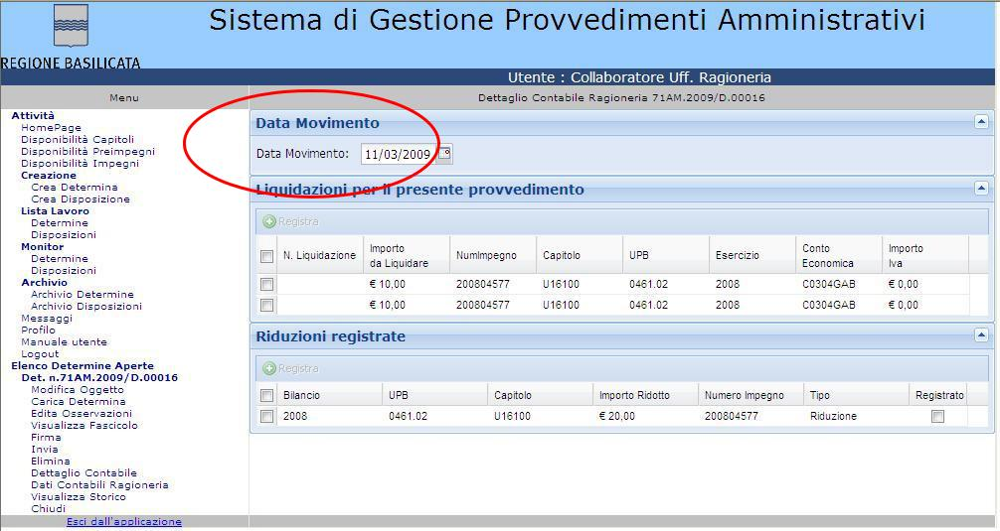 Sistema di Gestione Provvedimenti Amministrativi
REGIONE BASILICATA
Utente : Collaboratore Uff. Ragioneria
Menu
Dettaglio Contabile Ragioneria 71AM.2009/D.00016
Attività
HomePage
Disponibilità Capitoli
Disponibilità Preimpegni
Disponibilità Impegni
Creazione
Crea Determina
Crea Disposizione
Lista Lavoro
Determine
Disposizioni
Monitor
Determine
Disposizioni
Archivio
Archivio Determine
Archivio Disposizioni
Messaggi
Profilo
Manuale utente
Logout
Elenco Determine Aperte
Det. n.71AM.2009/D.00016
Modifica Oggetto
Carica Determina
Edita Osservazioni
Visualizza Fascicolo
Firma
Invia
Elimina
Dettaglio Contabile
Dati Contabili Ragioneria
Visualizza Storico
Chiudi
Esci dall'applicazione
Data Movimento
Data Movimento: 11/03/2009
Liquidazioni per il presente provvedimento
Registra
N. Liquidazione Importo da Liquidare NumImpegno Capitolo UPB Esercizio Conto Economica Importo Iva
€ 10,00 200804577 U16100 0461.02 2008 C0304GAB € 0,00
€ 10,00 200804577 U16100 0461.02 2008 C0304GAB € 0,00
Riduzioni registrate
Registra
Bilancio UPB Capitolo Importo Ridotto Numero Impegno Tipo Registrato
2008 0461.02 U16100 € 20,00 200804577 Riduzione